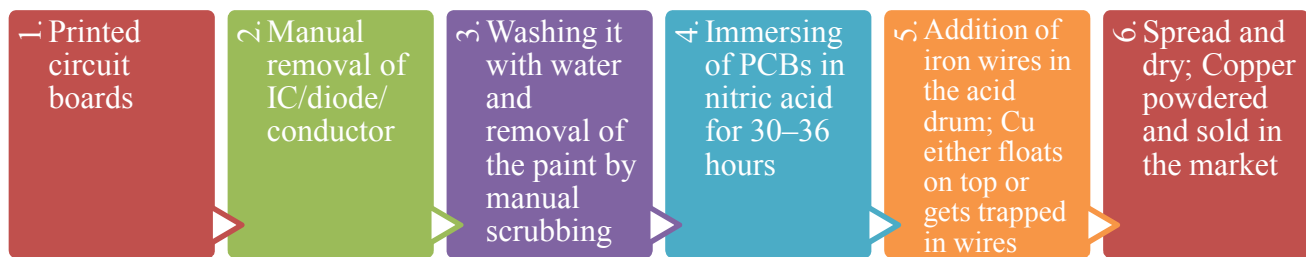 1. Printed
circuit
boards
2. Manual
removal of
IC/diode/
conductor
3. Washing it
with water
and
removal of
the paint by
manual
scrubbing
4. Immersing
of PCBs in
nitric acid
for 30–36
hours
5. Addition of
iron wires in
the acid
drum; Cu
either floats
on top or
gets trapped
in wires
6. Spread and
dry; Copper
powdered
and sold in
the market